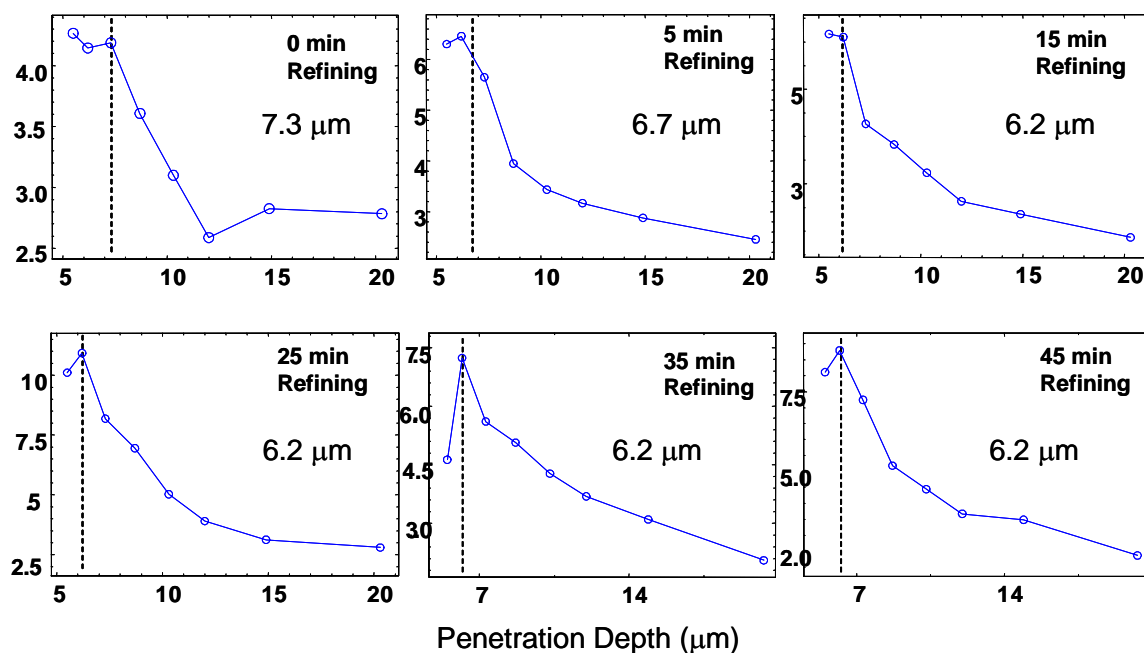 0 min
Refining
7.3 μm
4.0
3.5
3.0
2.5
5 10 15 20
5 min
Refining
6.7 μm
6
5
4
3
5 10 15 20
15 min
Refining
6.2 μm
5
3
5 10 15 20
25 min
Refining
6.2 μm
10
7.5
5
2.5
5 10 15 20
35 min
Refining
6.2 μm
7.5
6.0
4.5
3.0
7 14
45 min
Refining
6.2 μm
7.5
5.0
2.0
7 14
Penetration Depth (μm)